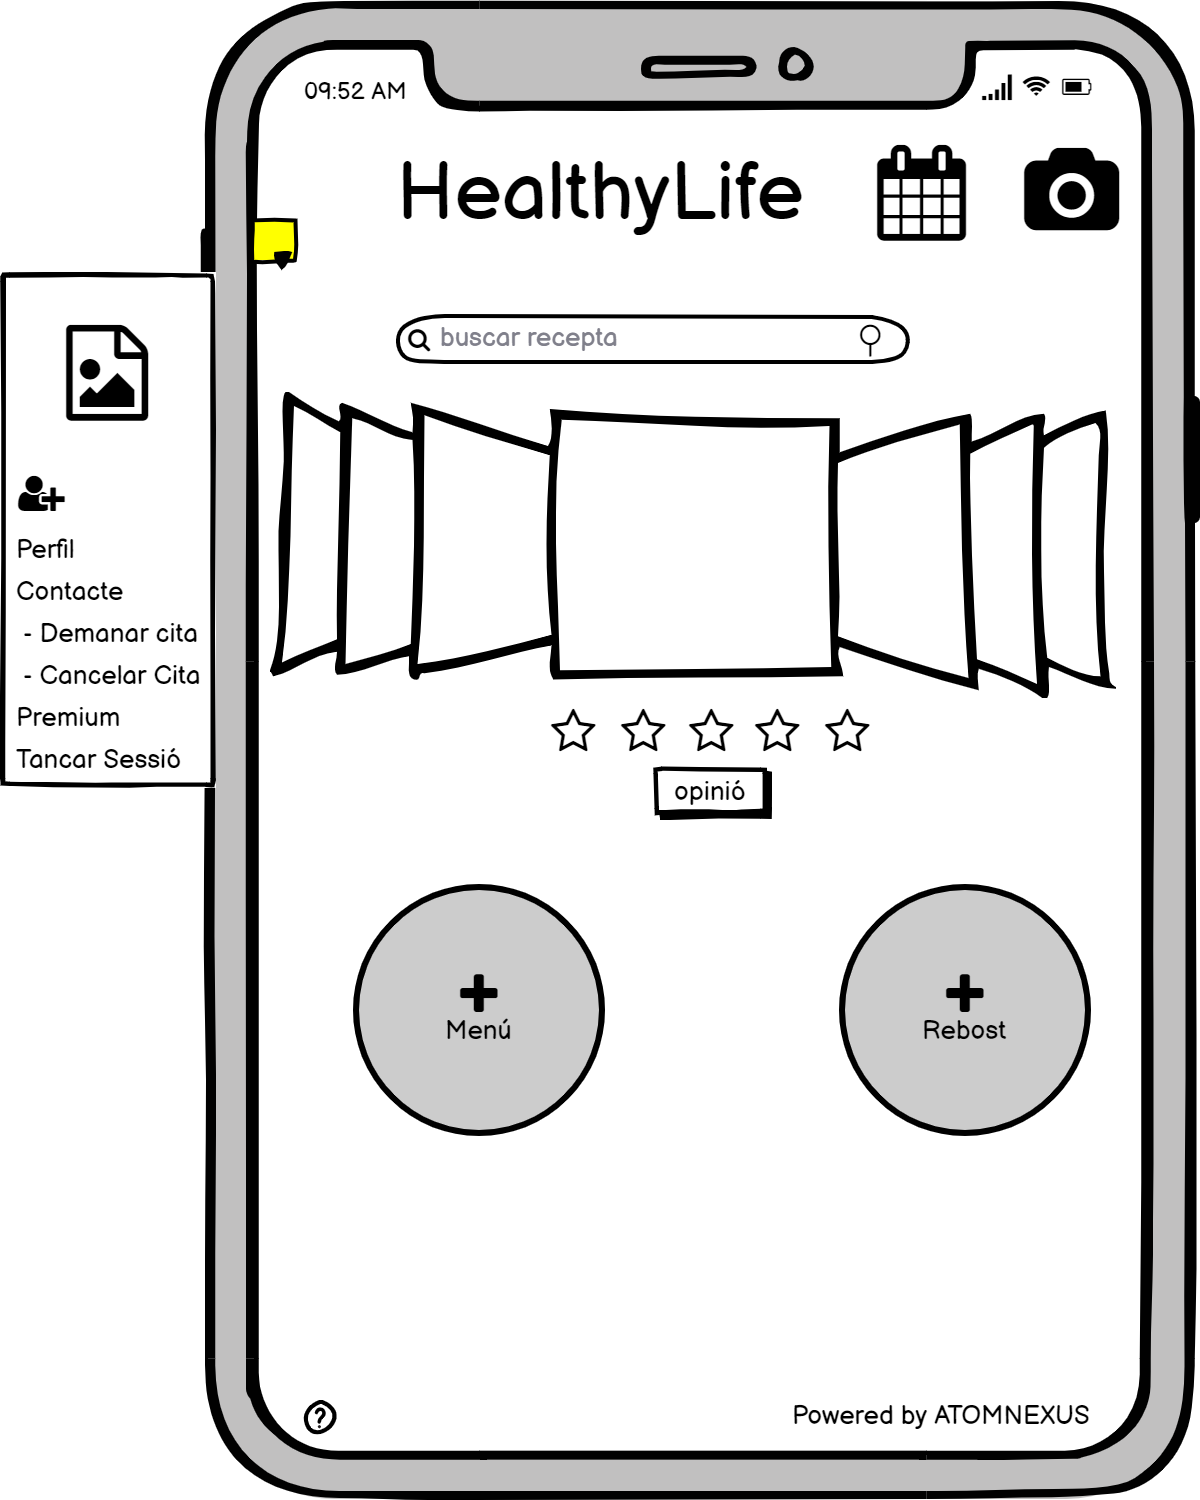 09:52 AM
HealthyLife
buscar recepta
Perfil
Contacte
- Demanar cita
- Cancelar Cita
Premium
Tancar Sessió
opinió
Menú
Rebost
?
Powered by ATOMNEXUS